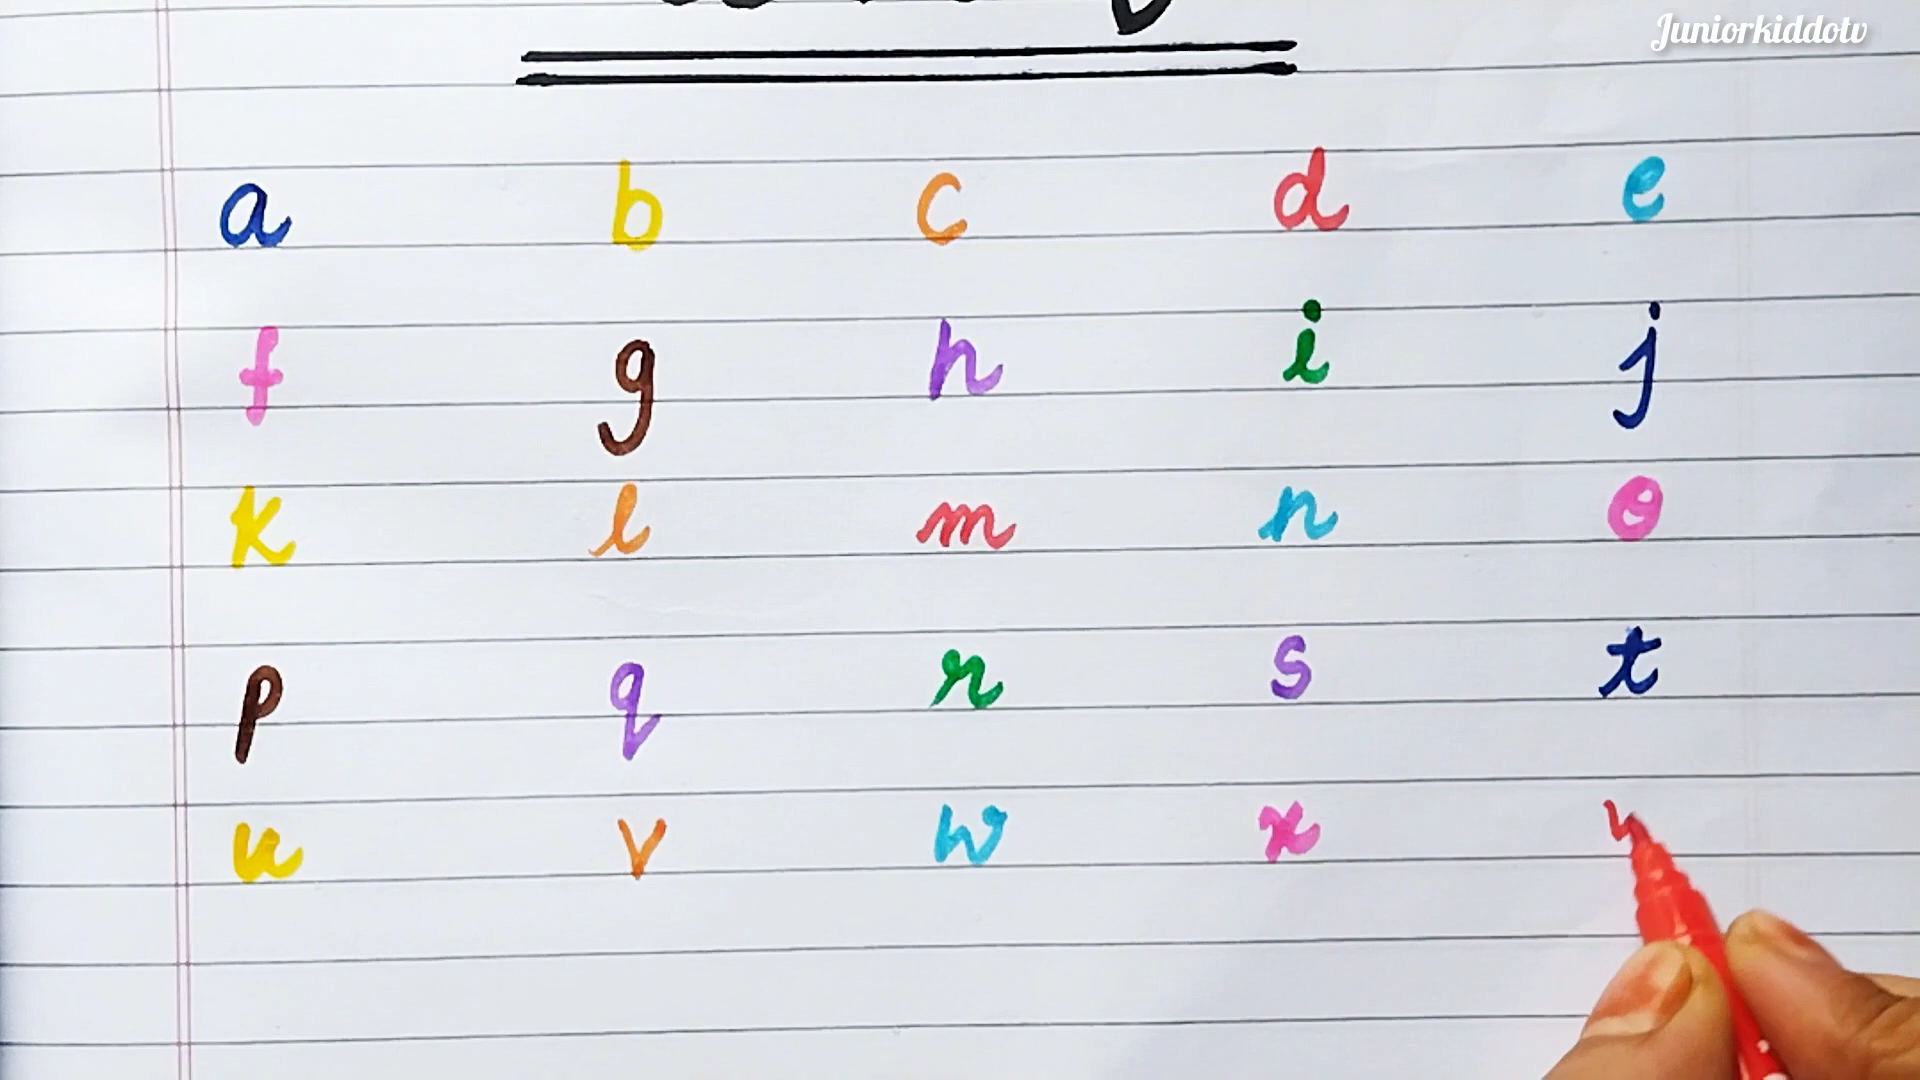 Juniorkiddotv
a b c d e
f g h i j
k l m n o
p q r s t
u v w x